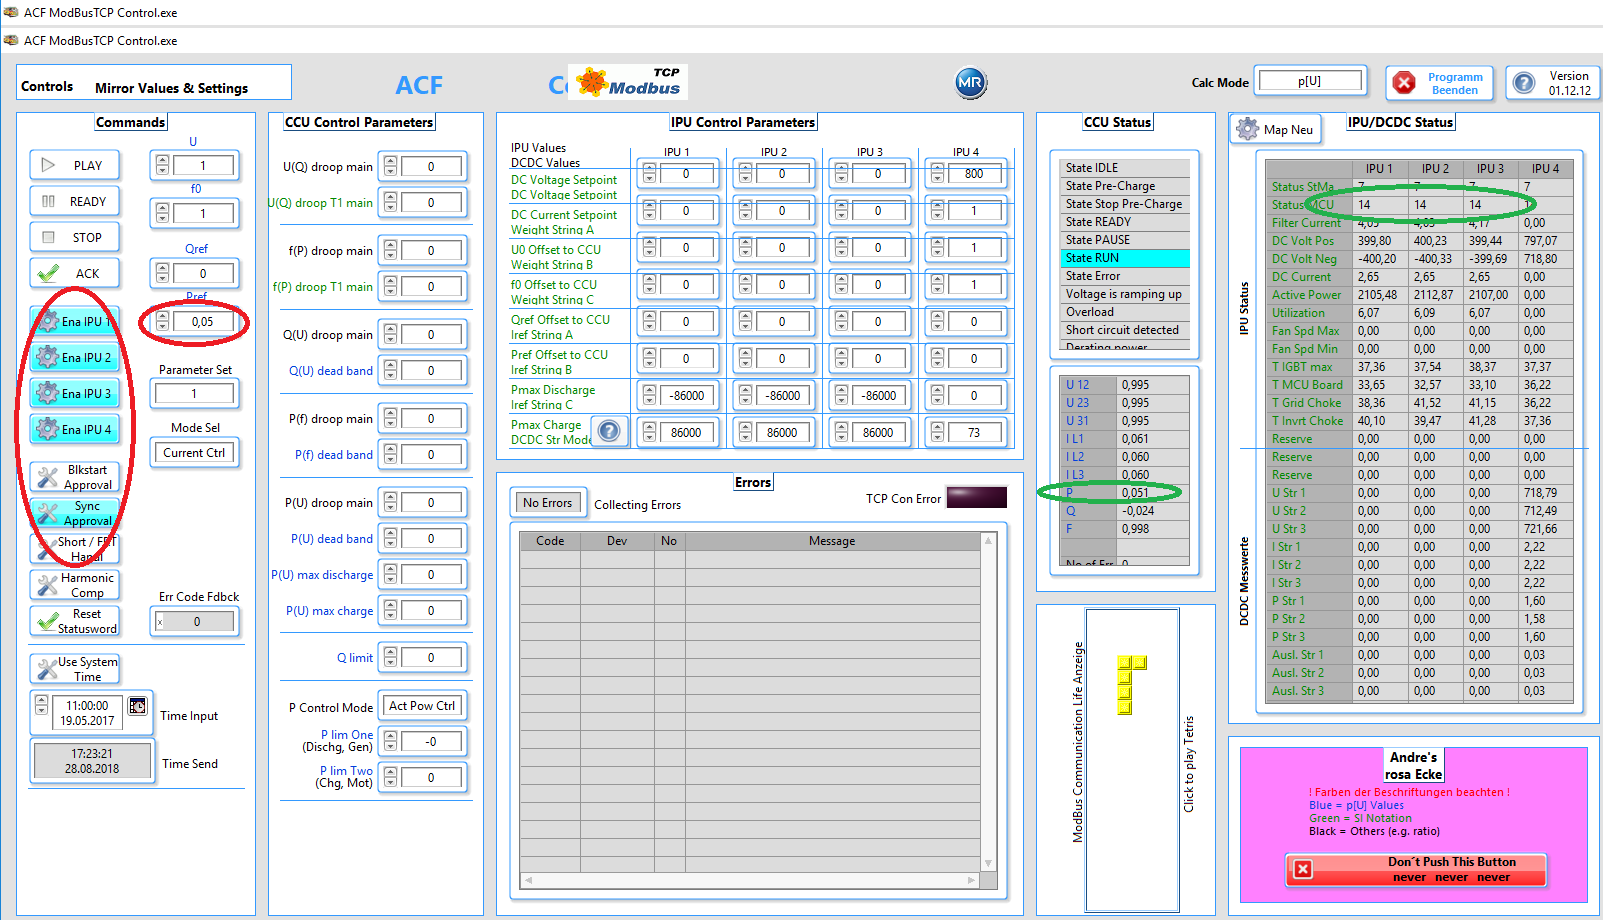 ACF ModBusTCP Control.exe
ACF ModBusTCP Control.exe
Controls Mirror Values & Settings
ACF
TCP
Modbus
MR
Calc Mode p[U]
Programm
Beenden
Version
01.12.12
Commands
U
PLAY 1
f0
READY 1
STOP
Qref
ACK 0
Pref
Ena IPU 1 0,05
Ena IPU 2
Parameter Set
Ena IPU 3 1
Mode Sel
Ena IPU 4
Current Ctrl
Blkstart
Approval
Sync
Approval
Harmonic
Comp
Err Code Fdbck
Reset
Statusword
x 0
Use System
Time
11:00:00
19.05.2017
Time Input
17:23:21
28.08.2018
Time Send
CCU Control Parameters
U(Q) droop main 0
U(Q) droop T1 main 0
f(P) droop main 0
f(P) droop T1 main 0
Q(U) droop main 0
Q(U) dead band 0
P(f) droop main 0
P(f) dead band 0
P(U) droop main 0
P(U) dead band 0
P(U) max discharge 0
P(U) max charge 0
Q limit 0
P Control Mode Act Pow Ctrl
P lim One
(Dischg, Gen)
-0
P lim Two
(Chg, Mot)
0
IPU Control Parameters
IPU Values
DCDC Values
IPU 1 IPU 2 IPU 3 IPU 4
DC Voltage Setpoint
DC Voltage Setpoint
0 0 0 800
DC Current Setpoint
Weight String A
0 0 0 1
U0 Offset to CCU
Weight String B
0 0 0 1
f0 Offset to CCU
Weight String C
0 0 0 1
Qref Offset to CCU
Iref String A
0 0 0 0
Pref Offset to CCU
Iref String B
0 0 0 0
Pmax Discharge
Iref String C
-86000 -86000 -86000 0
Pmax Charge
DCDC Str Mode
86000 86000 86000 73
Errors
No Errors Collecting Errors
TCP Con Error
Code Dev No Message
CCU Status
State IDLE
State Pre-Charge
State Stop Pre-Charge
State READY
State PAUSE
State RUN
State Error
Voltage is ramping up
Overload
Short circuit detected
Derating power
U 12 0,995
U 23 0,995
U 31 0,995
I L1 0,061
I L2 0,060
I L3 0,060
P 0,051
Q -0,024
F 0,998
No of Err 0
ModBus Communication Life Anzeige
Click to play Tetris
Map Neu
IPU/DCDC Status
IPU Status
DCDC Messwerte
IPU 1 IPU 2 IPU 3 IPU 4
Status StMa 7 7 7 7
Status MCU 14 14 14
Filter Current 4,09 4,03 4,17 0,00
DC Volt Pos 399,80 400,23 399,44 797,07
DC Volt Neg -400,20 -400,33 -399,69 718,80
DC Current 2,65 2,65 2,65 0,00
Active Power 2105,48 2112,87 2107,00 0,00
Utilization 6,07 6,09 6,07 0,00
Fan Spd Max 0,00 0,00 0,00 0,00
Fan Spd Min 0,00 0,00 0,00 0,00
T IGBT max 37,36 37,54 38,37 37,37
T MCU Board 33,65 32,57 33,10 36,22
T Grid Choke 38,36 41,52 41,15 36,22
T Invrt Choke 40,10 39,47 41,28 37,36
Reserve 0,00 0,00 0,00 0,00
Reserve 0,00 0,00 0,00 0,00
Reserve 0,00 0,00 0,00 0,00
U Str 1 0,00 0,00 0,00 718,79
U Str 2 0,00 0,00 0,00 712,49
U Str 3 0,00 0,00 0,00 721,66
I Str 1 0,00 0,00 0,00 2,22
I Str 2 0,00 0,00 0,00 2,22
I Str 3 0,00 0,00 0,00 2,22
P Str 1 0,00 0,00 0,00 1,60
P Str 2 0,00 0,00 0,00 1,58
P Str 3 0,00 0,00 0,00 1,60
Ausl. Str 1 0,00 0,00 0,00 0,03
Ausl. Str 2 0,00 0,00 0,00 0,03
Ausl. Str 3 0,00 0,00 0,00 0,03
Andre's
rosa Ecke
! Farben der Beschriftungen beachten !
Blue = p[U] Values
Green = SI Notation
Black = Others (e.g. ratio)
Don´t Push This Button
never never never